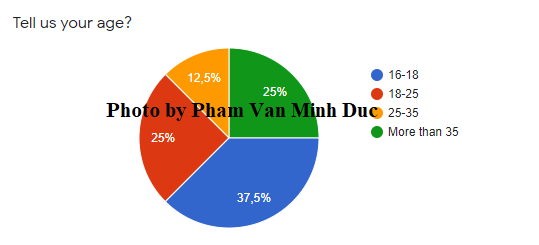 Tell us your age?
12,5%
25%
25%
37,5%
Photo by Pham Van Minh Duc
16-18
18-25
25-35
More than 35